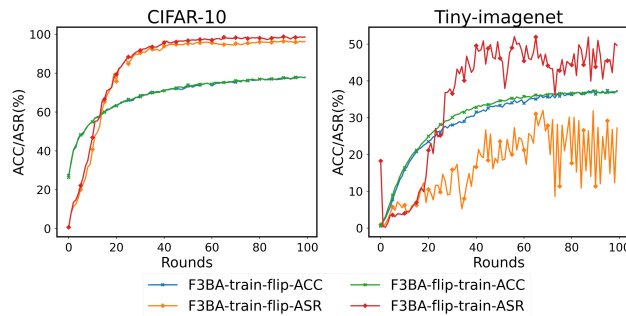 CIFAR-10
Tiny-imagenet
ACC/ASR(%)
100
80
60
40
20
0
0 20 40 60 80 100
Rounds
ACC/ASR(%)
50
40
30
20
10
0
0 20 40 60 80 100
Rounds
F3BA-train-flip-ACC
F3BA-flip-train-ACC
F3BA-train-flip-ASR
F3BA-flip-train-ASR